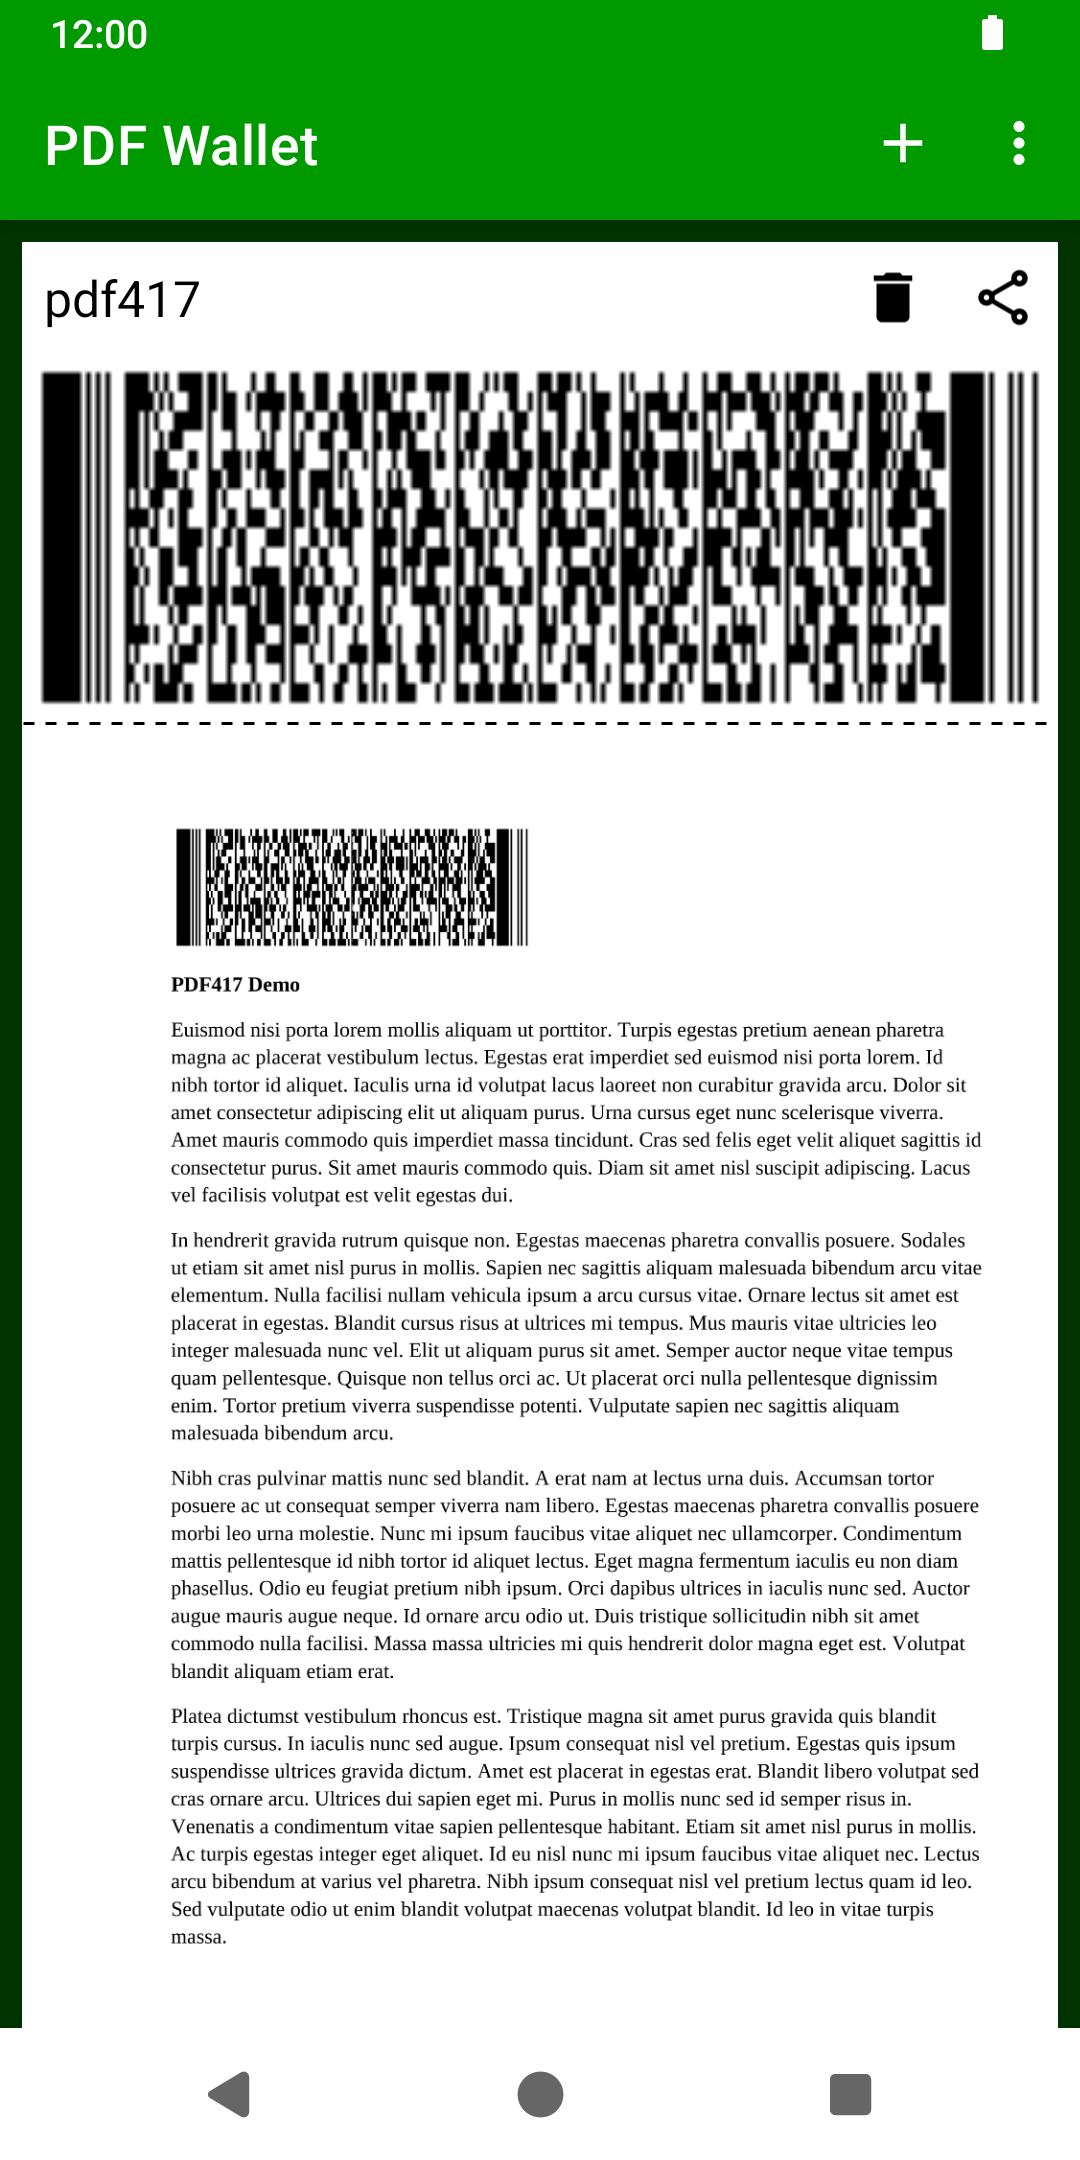 12:00
PDF Wallet
pdf417
PDF417 Demo
Euismod nisi porta lorem mollis aliquam ut porttitor. Turpis egestas pretium aenean pharetra
magna ac placerat vestibulum lectus. Egestas erat imperdiet sed euismod nisi porta lorem. Id
nibh tortor id aliquet. Iaculis urna id volutpat lacus laoreet non curabitur gravida arcu. Dolor sit
amet consectetur adipiscing elit ut aliquam purus. Urna cursus eget nunc scelerisque viverra.
Amet mauris commodo quis imperdiet massa tincidunt. Cras sed felis eget velit aliquet sagittis id
consectetur purus. Sit amet mauris commodo quis. Diam sit amet nisl suscipit adipiscing. Lacus
vel facilisis volutpat est velit egestas dui.
In hendrerit gravida rutrum quisque non. Egestas maecenas pharetra convallis posuere. Sodales
ut etiam sit amet nisl purus in mollis. Sapien nec sagittis aliquam malesuada bibendum arcu vitae
elementum. Nulla facilisi nullam vehicula ipsum a arcu cursus vitae. Ornare lectus sit amet est
placerat in egestas. Blandit cursus risus at ultrices mi tempus. Mus mauris vitae ultricies leo
integer malesuada nunc vel. Elit ut aliquam purus sit amet. Semper auctor neque vitae tempus
quam pellentesque. Quisque non tellus orci ac. Ut placerat orci nulla pellentesque dignissim
enim. Tortor pretium viverra suspendisse potenti. Vulputate sapien nec sagittis aliquam
malesuada bibendum arcu.
Nibh cras pulvinar mattis nunc sed blandit. A erat nam at lectus urna duis. Accumsan tortor
posuere ac ut consequat semper viverra nam libero. Egestas maecenas pharetra convallis posuere
morbi leo urna molestie. Nunc mi ipsum faucibus vitae aliquet nec ullamcorper. Condimentum
mattis pellentesque id nibh tortor id aliquet lectus. Eget magna fermentum iaculis eu non diam
phasellus. Odio eu feugiat pretium nibh ipsum. Orci dapibus ultrices in iaculis nunc sed. Auctor
augue mauris augue neque. Id ornare arcu odio ut. Duis tristique sollicitudin nibh sit amet
commodo nulla facilisi. Massa massa ultricies mi quis hendrerit dolor magna eget est. Volutpat
blandit aliquam etiam erat.
Platea dictumst vestibulum rhoncus est. Tristique magna sit amet purus gravida quis blandit
turpis cursus. In iaculis nunc sed augue. Ipsum consequat nisl vel pretium. Egestas quis ipsum
suspendisse ultrices gravida dictum. Amet est placerat in egestas erat. Blandit libero volutpat sed
cras ornare arcu. Ultrices dui sapien eget mi. Purus in mollis nunc sed id semper risus in.
Venenatis a condimentum vitae sapien pellentesque habitant. Etiam sit amet nisl purus in mollis.
Ac turpis egestas integer eget aliquet. Id eu nisl nunc mi ipsum faucibus vitae aliquet nec. Lectus
arcu bibendum at varius vel pharetra. Nibh ipsum consequat nisl vel pretium lectus quam id leo.
Sed vulputate odio ut enim blandit volutpat maecenas volutpat blandit. Id leo in vitae turpis
massa.